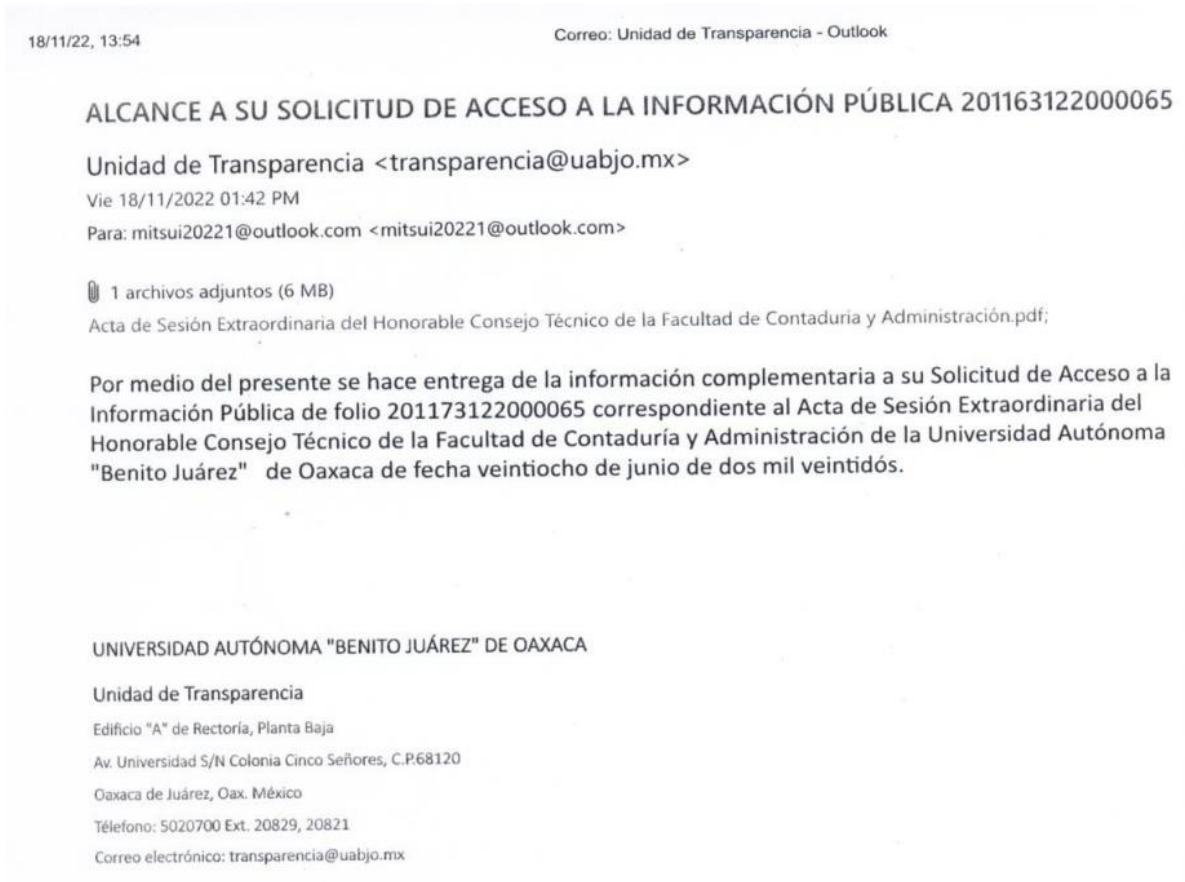 18/11/22, 13:54
Correo: Unidad de Transparencia - Outlook
ALCANCE A SU SOLICITUD DE ACCESO A LA INFORMACIÓN PÚBLICA 201163122000065
Unidad de Transparencia <transparencia@uabjo.mx>
Vie 18/11/2022 01:42 PM
Para: mitsui20221@outlook.com <mitsui20221@outlook.com>
1 archivos adjuntos (6 MB)
Acta de Sesión Extraordinaria del Honorable Consejo Técnico de la Facultad de Contaduria y Administración.pdf;
Por medio del presente se hace entrega de la información complementaria a su Solicitud de Acceso a la
Información Pública de folio 201173122000065 correspondiente al Acta de Sesión Extraordinaria del
Honorable Consejo Técnico de la Facultad de Contaduría y Administración de la Universidad Autónoma
"Benito Juárez" de Oaxaca de fecha veintiocho de junio de dos mil veintidós.
UNIVERSIDAD AUTÓNOMA "BENITO JUÁREZ" DE OAXACA
Unidad de Transparencia
Edificio "A" de Rectoría, Planta Baja
Av. Universidad S/N Colonia Cinco Señores, C.P.68120
Oaxaca de Juárez, Oax. México
Télefono: 5020700 Ext. 20829, 20821
Correo electrónico: transparencia@uabjo.mx